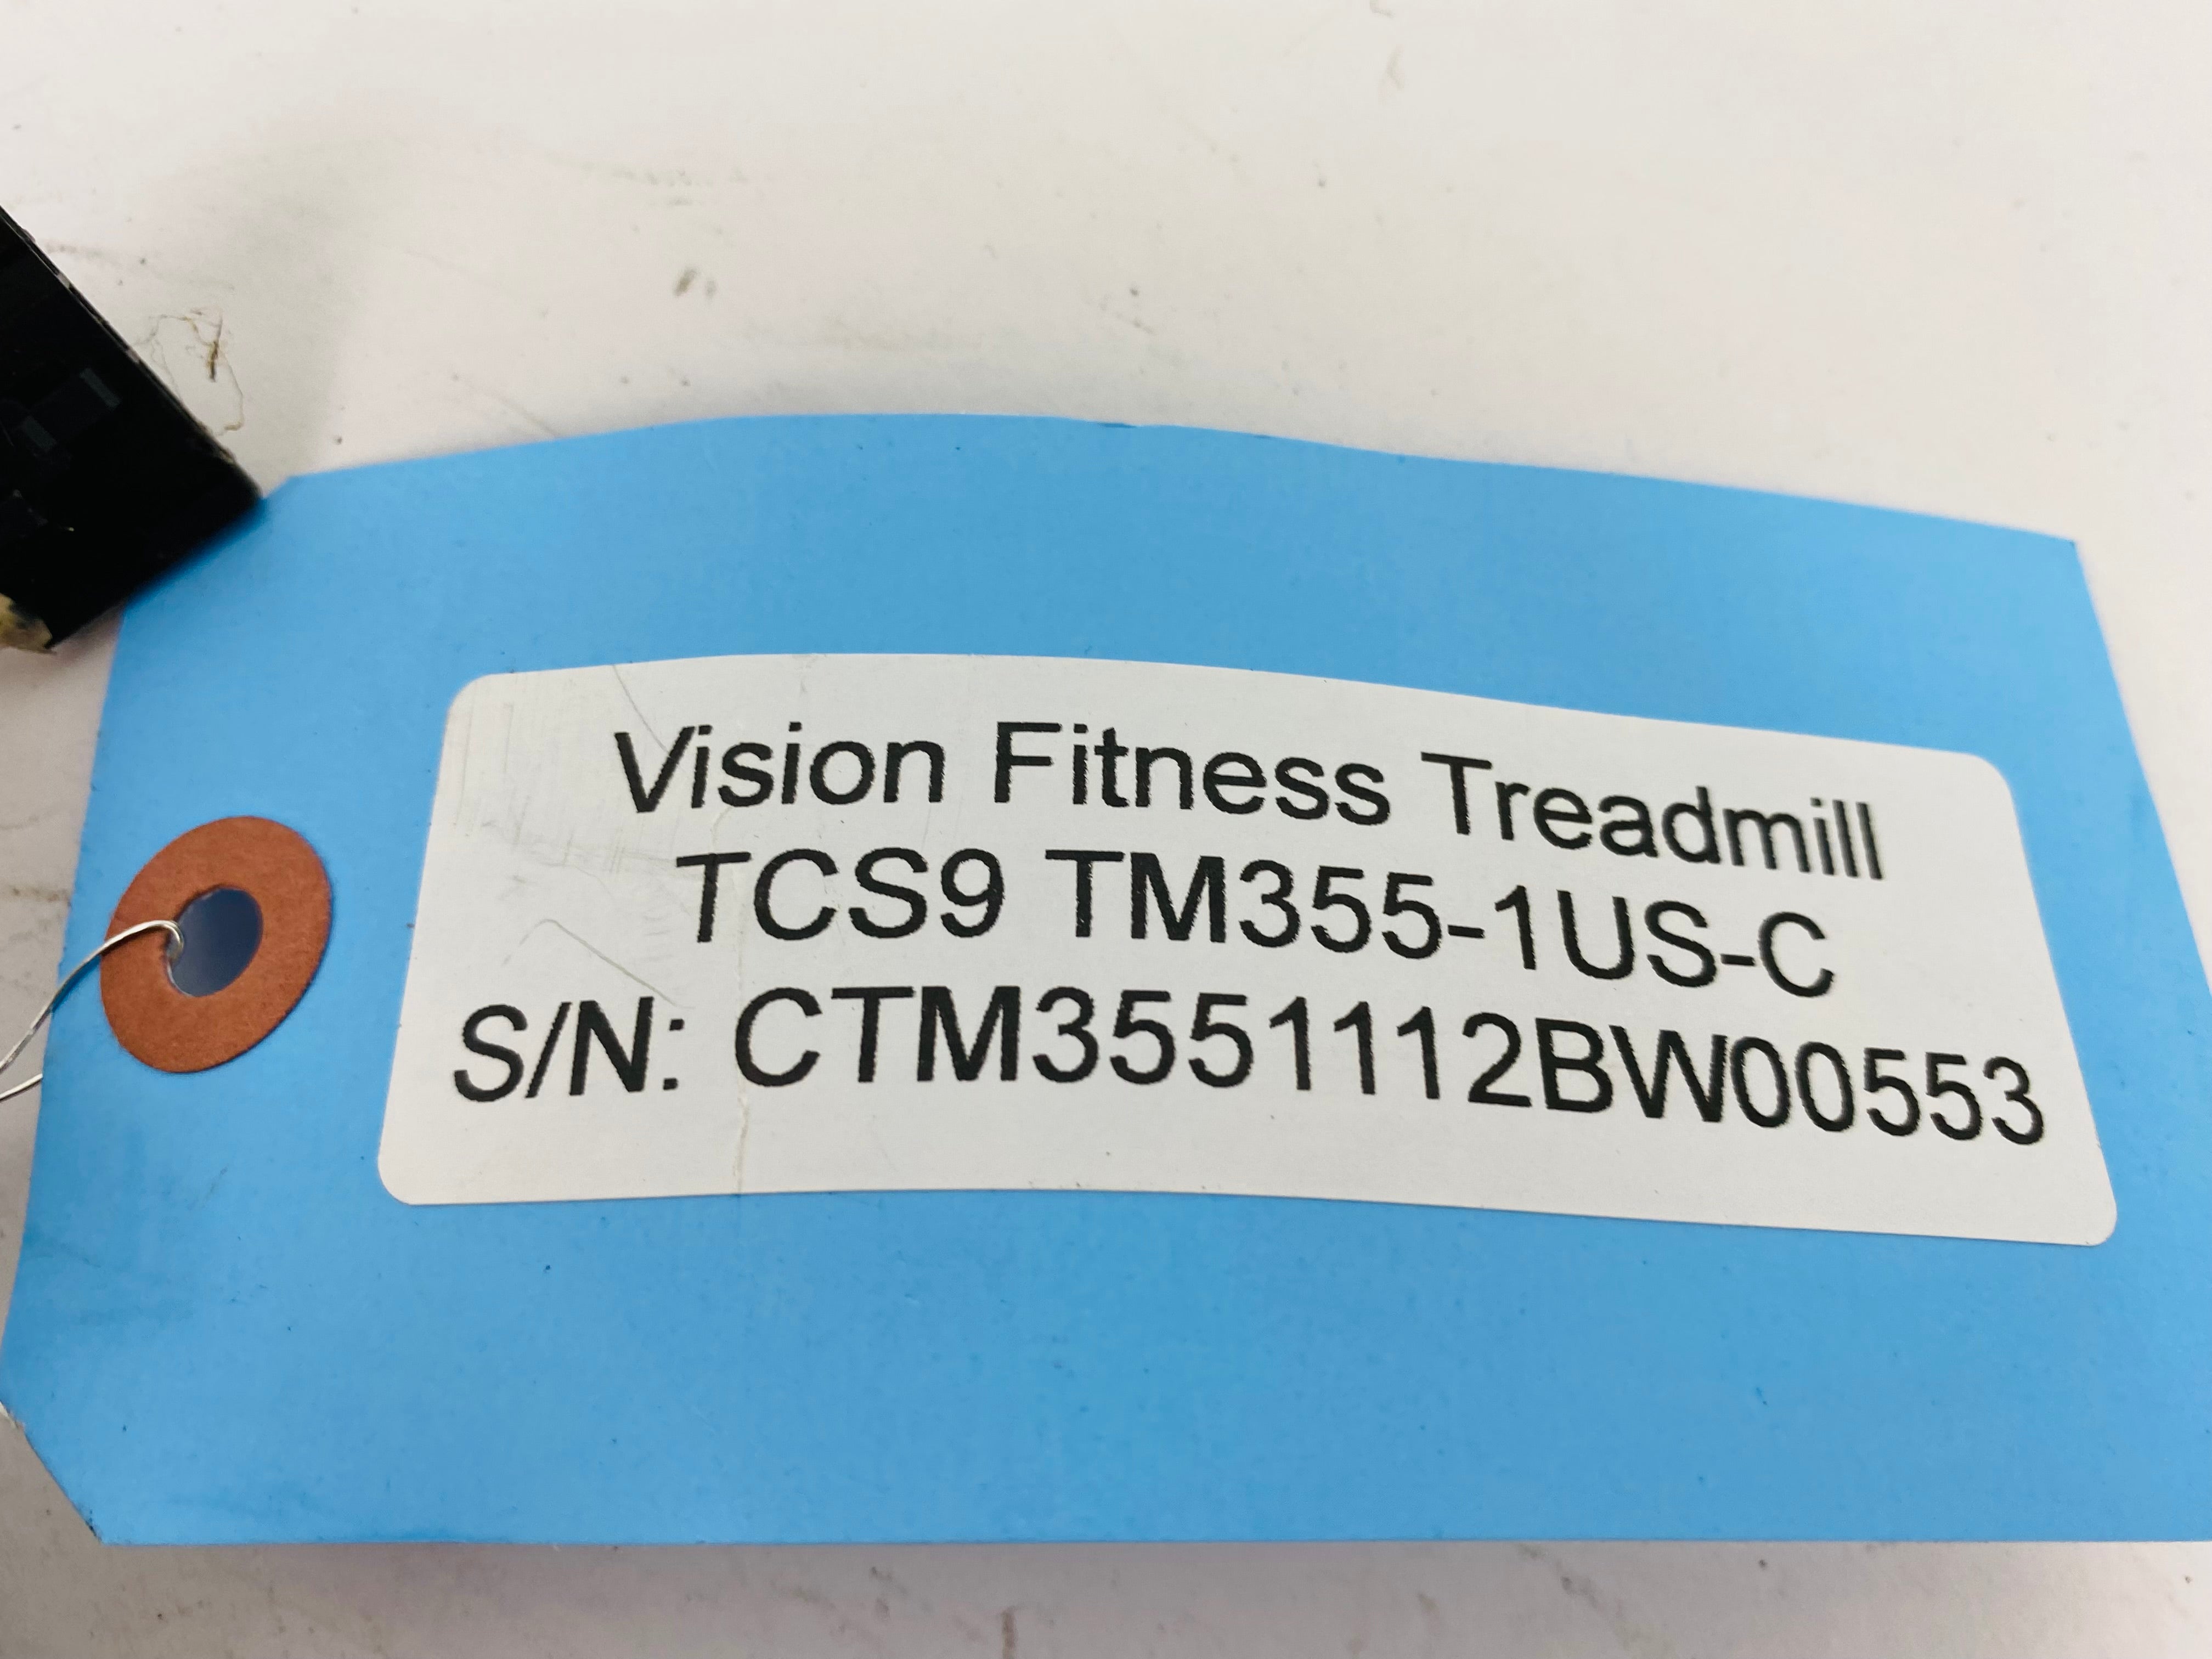 Vision Fitness Treadmill
TCS9 TM355-1US-C
S/N: CTM3551112BW00553